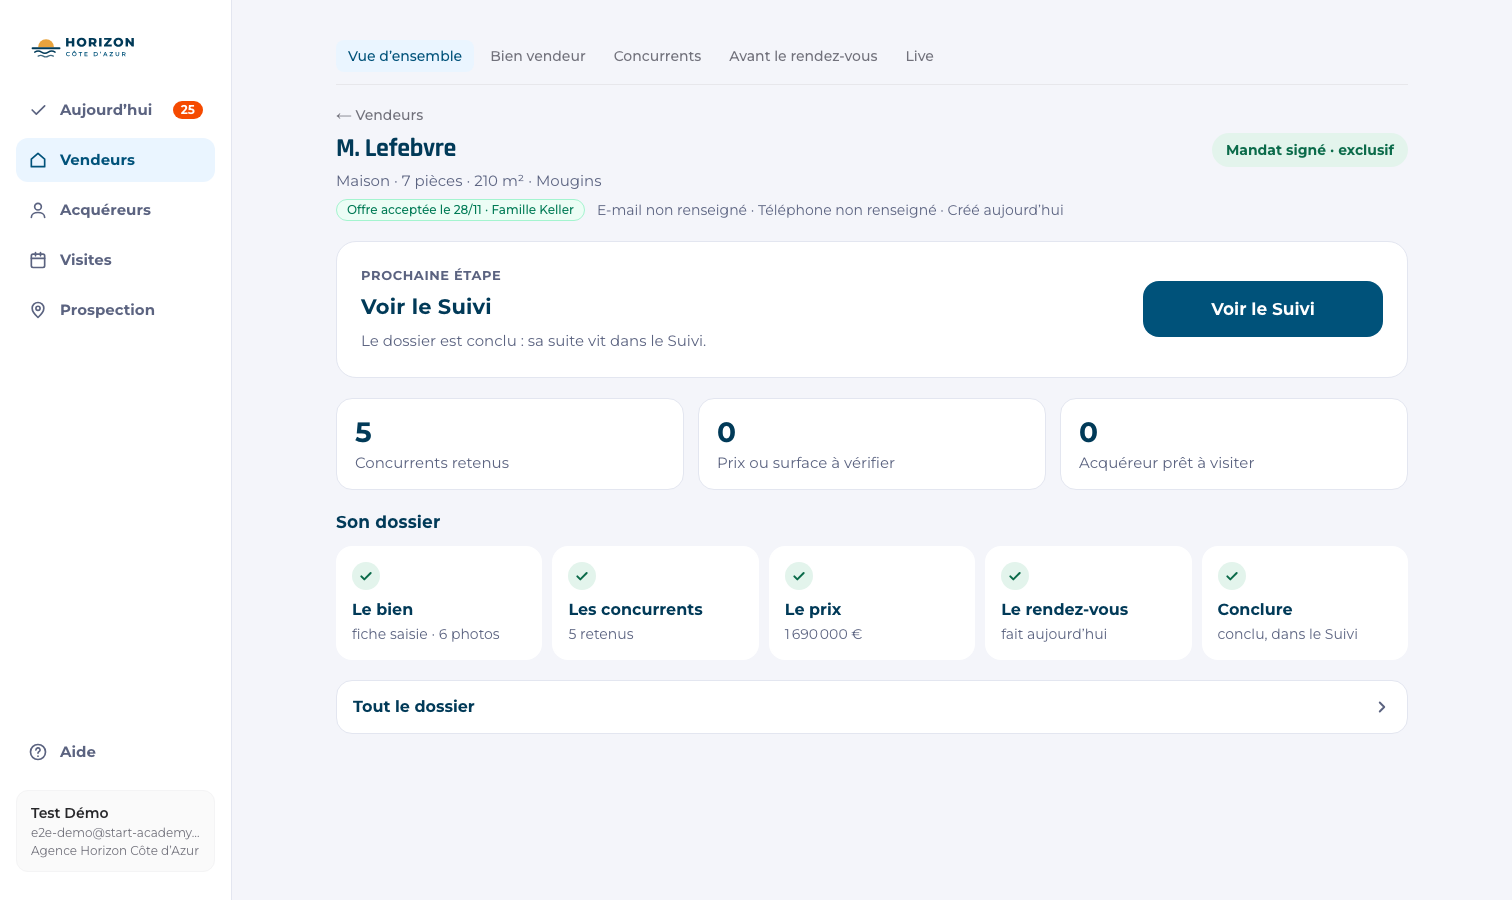 HORIZON
CÔTE D'AZUR
Aujourd’hui 25
Vendeurs
Acquéreurs
Visites
Prospection
Aide
Test Démo
e2e-demo@start-academy...
Agence Horizon Côte d’Azur
Vue d’ensemble Bien vendeur Concurrents Avant le rendez-vous Live
← Vendeurs
M. Lefebvre
Mandat signé · exclusif
Maison · 7 pièces · 210 m² · Mougins
Offre acceptée le 28/11 · Famille Keller E-mail non renseigné · Téléphone non renseigné · Créé aujourd’hui
PROCHAINE ÉTAPE
Voir le Suivi
Le dossier est conclu : sa suite vit dans le Suivi.
Voir le Suivi
5
Concurrents retenus
0
Prix ou surface à vérifier
0
Acquéreur prêt à visiter
Son dossier
Le bien
fiche saisie · 6 photos
Les concurrents
5 retenus
Le prix
1 690 000 €
Le rendez-vous
fait aujourd’hui
Conclure
conclu, dans le Suivi
Tout le dossier